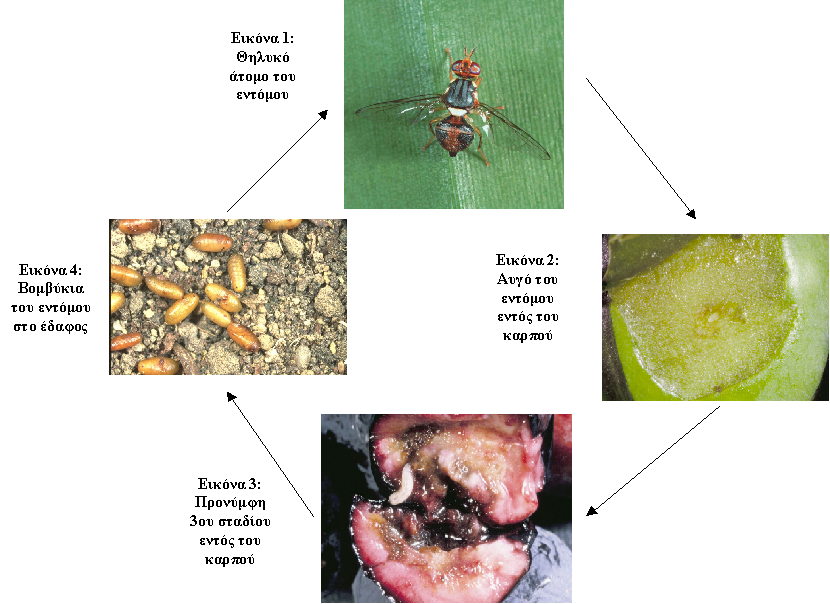 Εικόνα 1:
Θηλυκό
άτομο του
εντόμου
Εικόνα 2:
Αυγό του
εντόμου
εντός του
καρπού
Εικόνα 3:
Προνύμφη
3ου σταδίου
εντός του
καρπού
Εικόνα 4:
Βομβύκια
του εντόμου
στο έδαφος